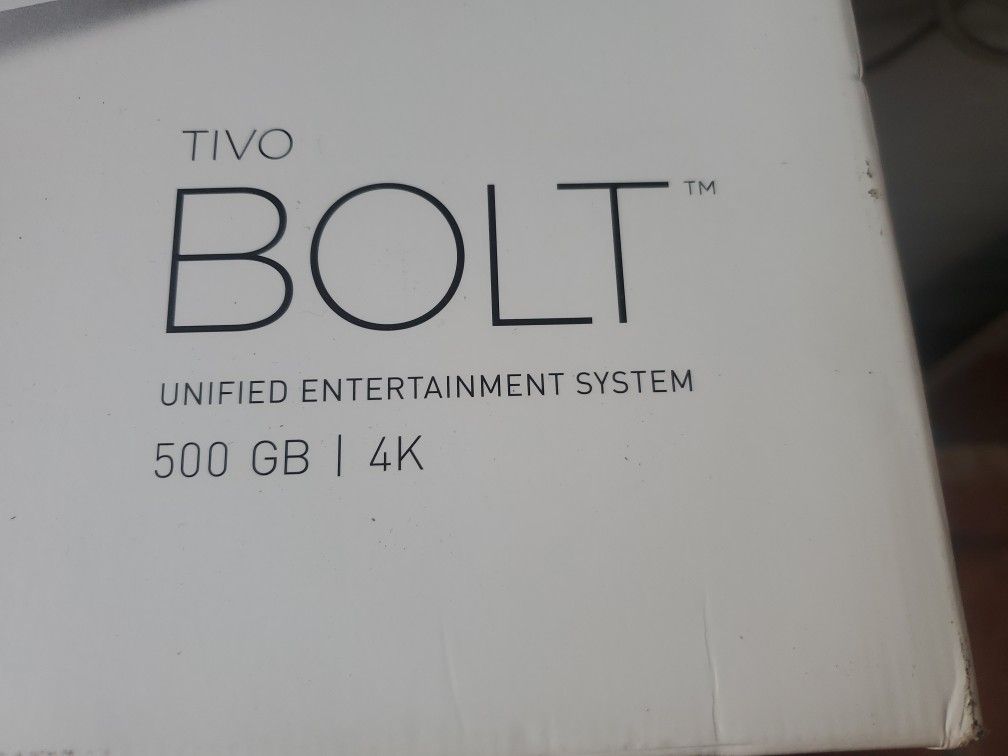 TIVO
BOLT™
UNIFIED ENTERTAINMENT SYSTEM
500 GB | 4K